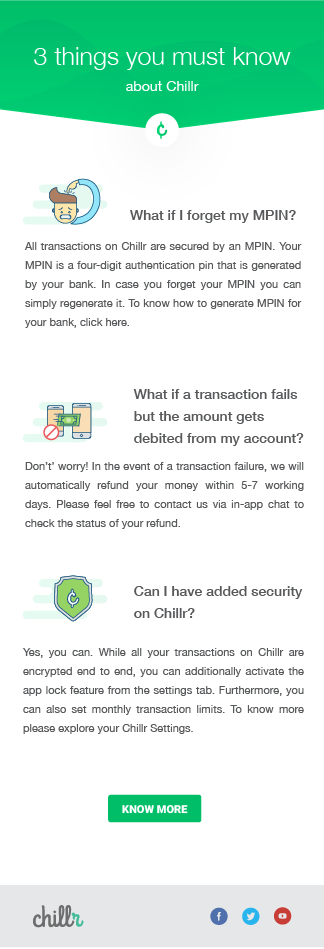 3 things you must know
about Chillr
What if I forget my MPIN?
All transactions on Chillr are secured by an MPIN. Your
MPIN is a four-digit authentication pin that is generated
by your bank. In case you forget your MPIN you can
simply regenerate it. To know how to generate MPIN for
your bank, click here.
What if a transaction fails
but the amount gets
debited from my account?
Don't' worry! In the event of a transaction failure, we will
automatically refund your money within 5-7 working
days. Please feel free to contact us via in-app chat to
check the status of your refund.
Can I have added security
on Chillr?
Yes, you can. While all your transactions on Chillr are
encrypted end to end, you can additionally activate the
app lock feature from the settings tab. Furthermore, you
can also set monthly transaction limits. To know more
please explore your Chillr Settings.
KNOW MORE
chillr